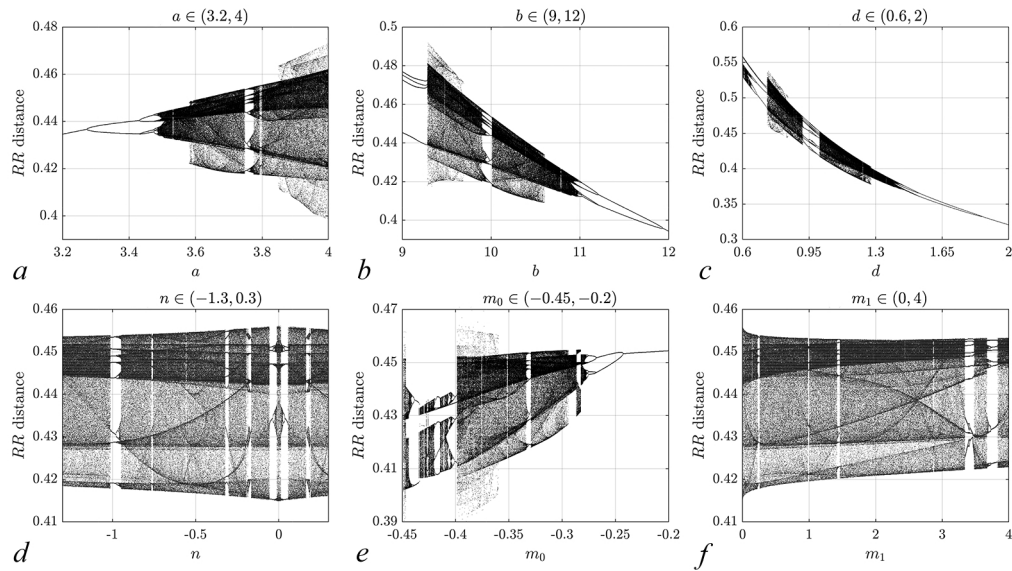 a ∈ (3.2, 4)
RR distance
0.48
0.46
0.44
0.42
0.4
3.2 3.4 3.6 3.8 4
a
a
b ∈ (9, 12)
RR distance
0.5
0.48
0.46
0.44
0.42
0.4
9 10 11 12
b
b
d ∈ (0.6, 2)
RR distance
0.6
0.55
0.5
0.45
0.4
0.35
0.3
0.6 0.95 1.3 1.65 2
d
c
n ∈ (−1.3, 0.3)
RR distance
0.46
0.45
0.44
0.43
0.42
0.41
-1 -0.5 0
n
d
m₀ ∈ (−0.45, −0.2)
RR distance
0.47
0.45
0.43
0.41
0.39
-0.45 -0.4 -0.35 -0.3 -0.25 -0.2
m₀
e
m₁ ∈ (0, 4)
RR distance
0.46
0.45
0.44
0.43
0.42
0.41
0 1 2 3 4
m₁
f